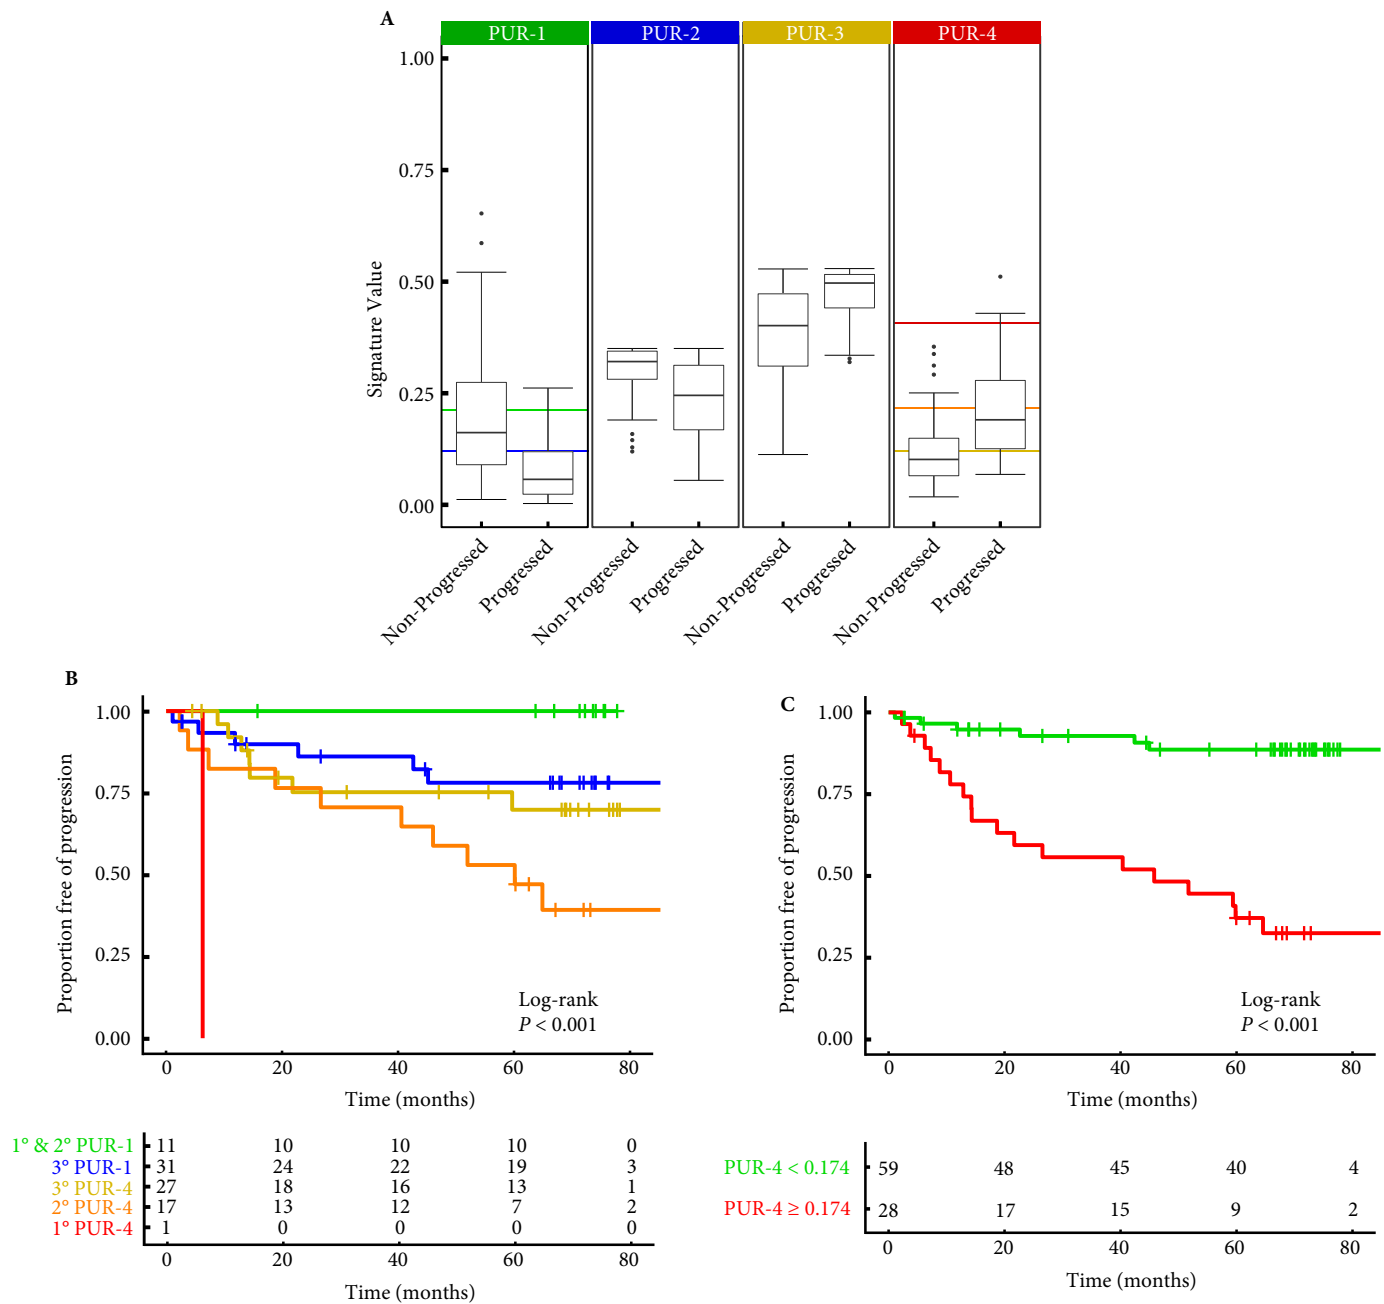 A
PUR-1 PUR-2 PUR-3 PUR-4
1.00
0.75
0.50
0.25
0.00
Signature Value
Non-Progressed Progressed Non-Progressed Progressed Non-Progressed Progressed Non-Progressed Progressed
B
1.00
0.75
0.50
0.25
0.00
Proportion free of progression
Log-rank
P < 0.001
0 20 40 60 80
Time (months)
1° & 2° PUR-1 11 10 10 10 0
3° PUR-1 31 24 22 19 3
3° PUR-4 27 18 16 13 1
2° PUR-4 17 13 12 7 2
1° PUR-4 1 0 0 0 0
0 20 40 60 80
Time (months)
C
1.00
0.75
0.50
0.25
0.00
Proportion free of progression
Log-rank
P < 0.001
0 20 40 60 80
Time (months)
PUR-4 < 0.174 59 48 45 40 4
PUR-4 ≥ 0.174 28 17 15 9 2
0 20 40 60 80
Time (months)